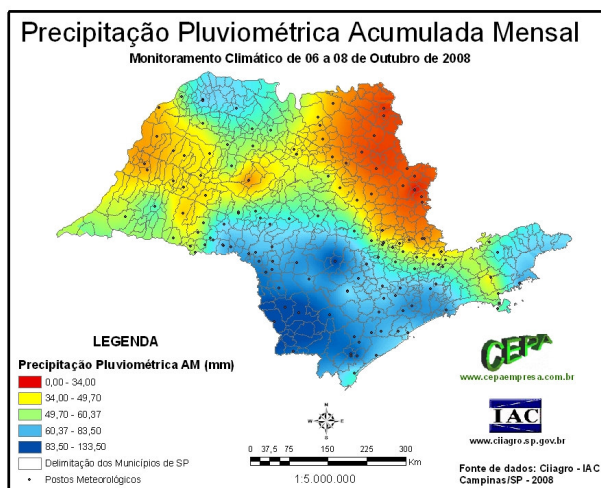 Precipitação Pluviométrica Acumulada Mensal
Monitoramento Climático de 06 a 08 de Outubro de 2008
LEGENDA
Precipitação Pluviométrica AM (mm)
0,00 - 34,00
34,00 - 49,70
49,70 - 60,37
60,37 - 83,50
83,50 - 133,50
Delimitação dos Municípios de SP
Postos Meteorológicos
N
W E
S
0 37,5 75 150 225 300
Km
1:5.000.000
CEPA
www.cepaempresa.com.br
IAC
www.ciiagro.sp.gov.br
Fonte de dados: Ciiagro - IAC
Campinas/SP - 2008